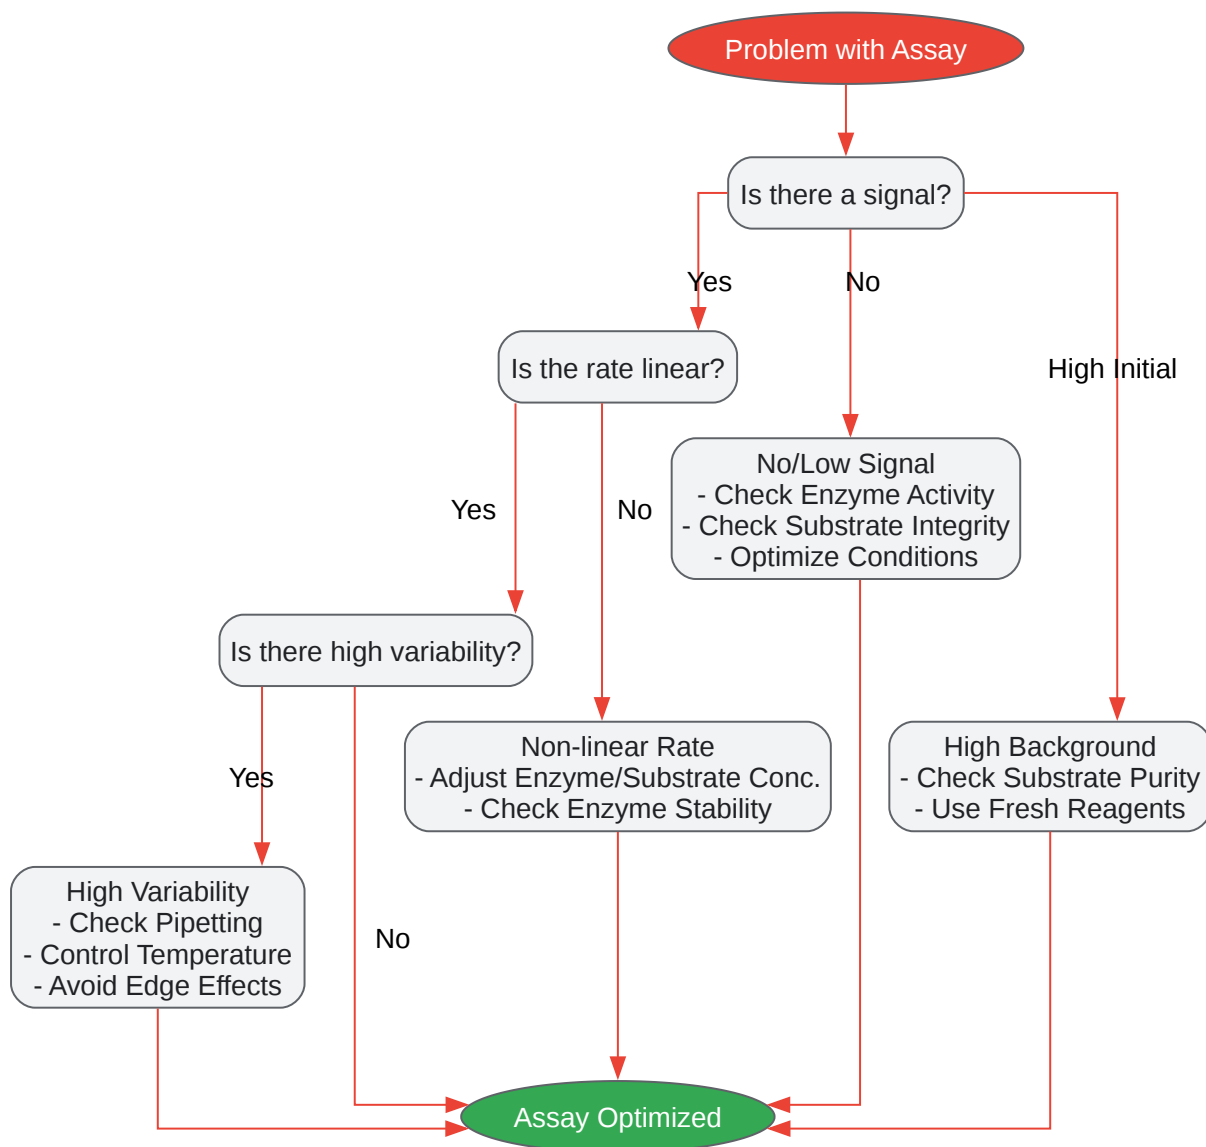 Problem with Assay
Is there a signal?
Yes
No
Is the rate linear?
High Initial
No/Low Signal
- Check Enzyme Activity
- Check Substrate Integrity
- Optimize Conditions
Yes
No
Is there high variability?
Non-linear Rate
- Adjust Enzyme/Substrate Conc.
- Check Enzyme Stability
High Background
- Check Substrate Purity
- Use Fresh Reagents
Yes
High Variability
- Check Pipetting
- Control Temperature
- Avoid Edge Effects
No
Assay Optimized